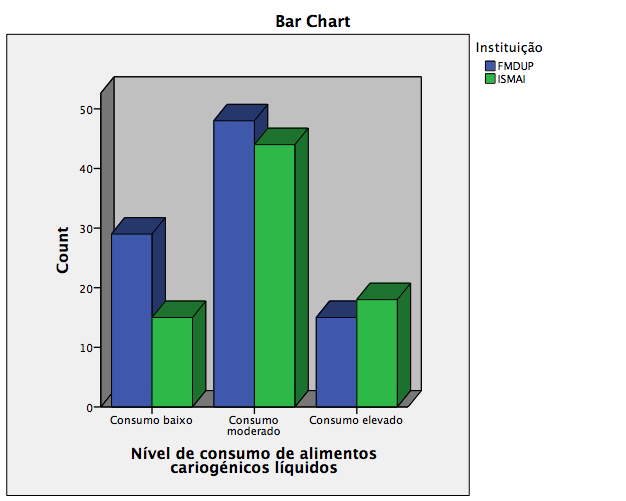 Bar Chart
Instituição
FMDUP
ISMAI
Count
50
40
30
20
10
0
Consumo baixo
Consumo
moderado
Consumo elevado
Nível de consumo de alimentos
cariogénicos líquidos